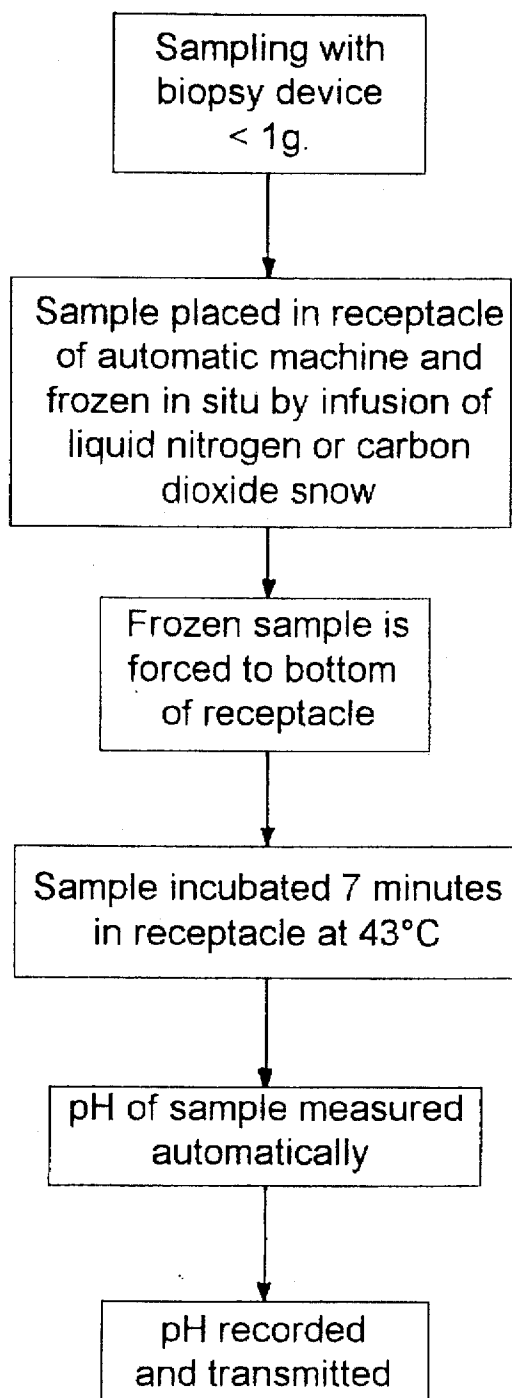 Sampling with
biopsy device
< 1g.
Sample placed in receptacle
of automatic machine and
frozen in situ by infusion of
liquid nitrogen or carbon
dioxide snow
Frozen sample is
forced to bottom
of receptacle
Sample incubated 7 minutes
in receptacle at 43°C
pH of sample measured
automatically
pH recorded
and transmitted